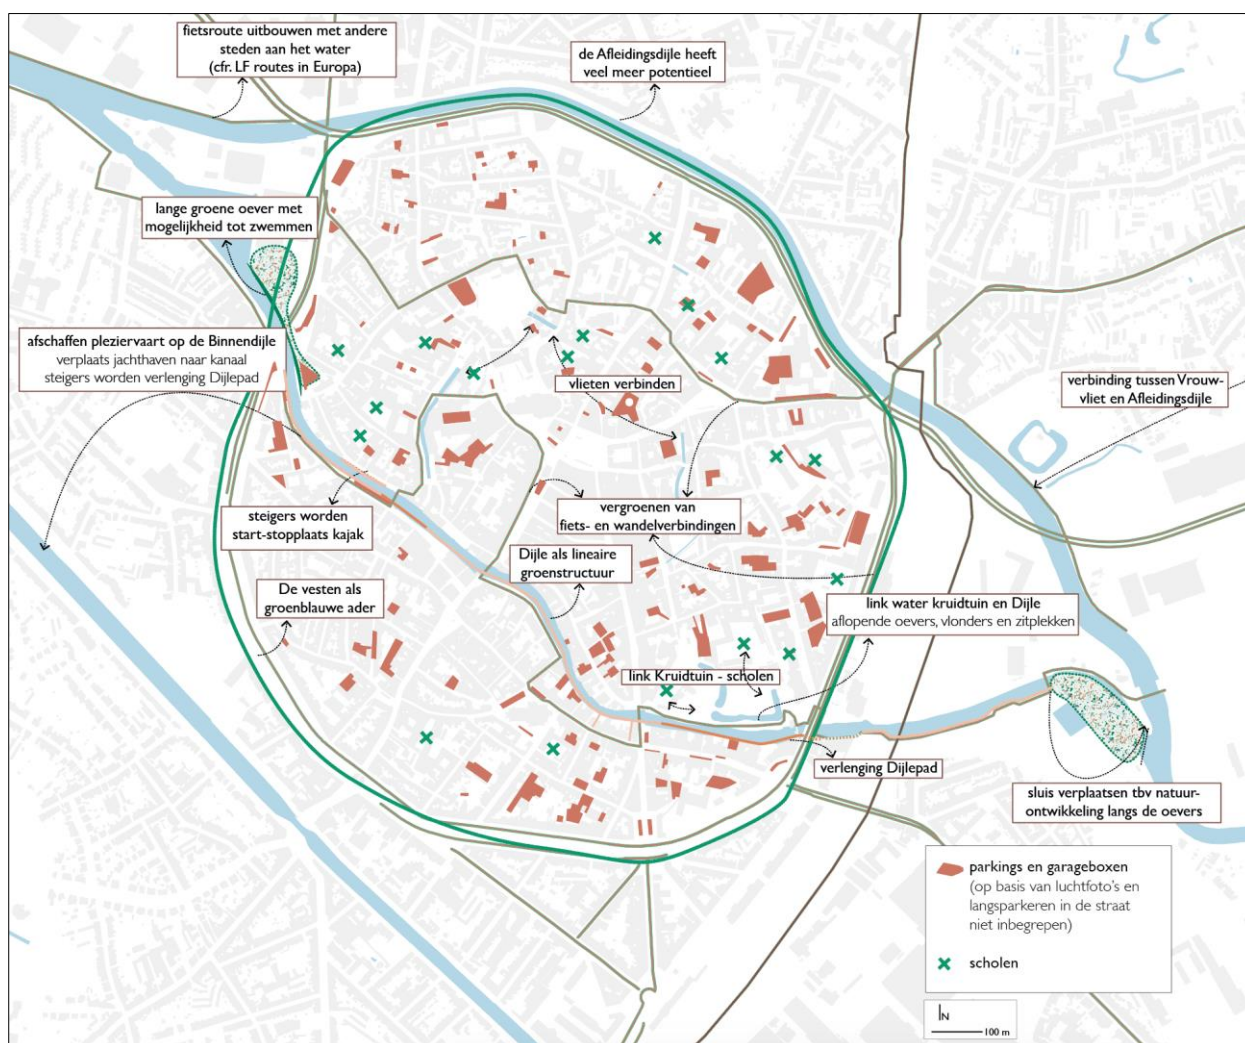 fietsroute uitbouwen met andere
steden aan het water
(cfr. LF routes in Europa)
de Afleidingsdijle heeft
veel meer potentieel
lange groene oever met
mogelijkheid tot zwemmen
afschaffen pleziervaart op de Binnendijle
verplaats jachthaven naar kanaal
steigers worden verlenging Dijlepad
vlieten verbinden
verbinding tussen Vrouw-
vliet en Afleidingsdijle
steigers worden
start-stopplaats kajak
vergroenen van
fiets- en wandelverbindingen
Dijle als lineaire
groenstructuur
De vesten als
groenblauwe ader
link water kruidtuin en Dijle
aflopende oevers, vlonders en zitplekken
link Kruidtuin - scholen
verlenging Dijlepad
sluis verplaatsen tbv natuur-
ontwikkeling langs de oevers
parkings en garageboxen
(op basis van luchtfoto's en
langsparkeren in de straat
niet inbegrepen)
scholen
N
100 m